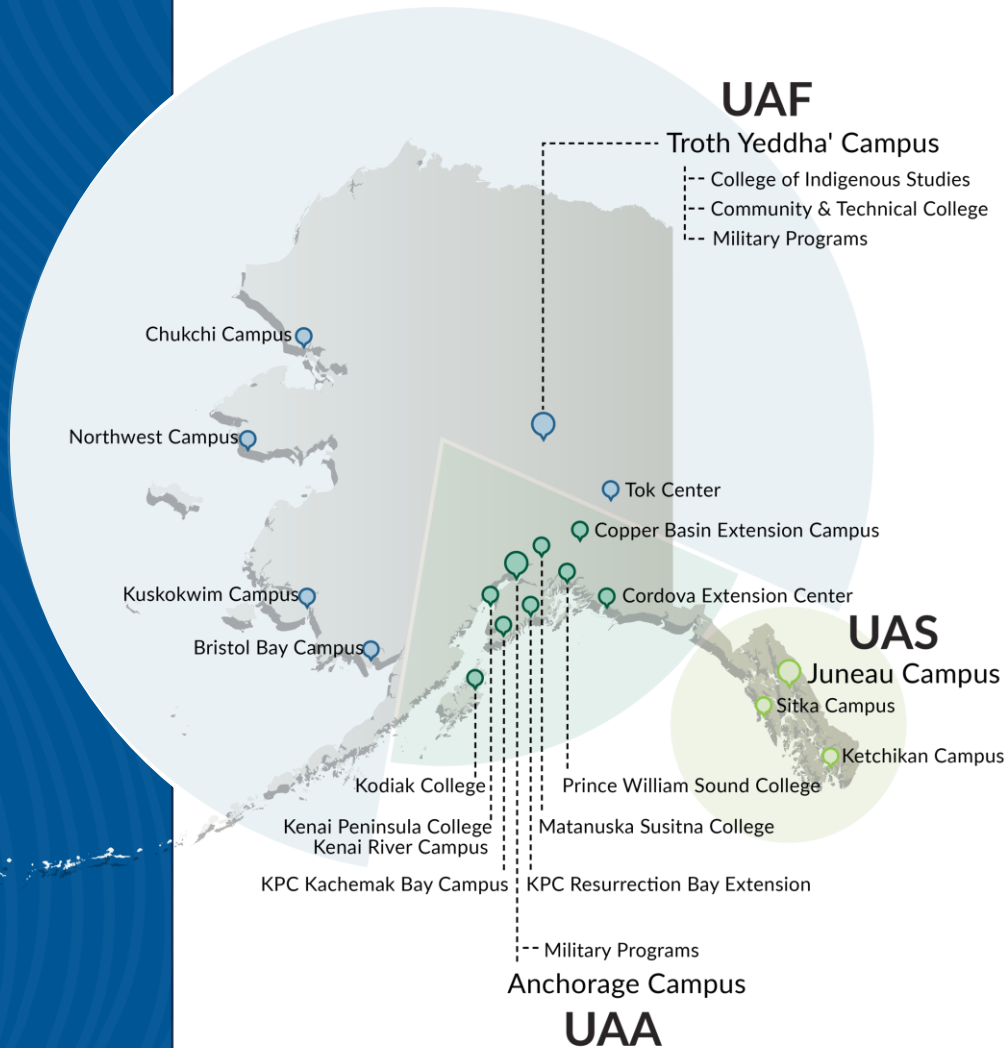 UAF
Troth Yeddha' Campus
College of Indigenous Studies
Community & Technical College
Military Programs
Chukchi Campus
Northwest Campus
Tok Center
Copper Basin Extension Campus
Kuskokwim Campus
Cordova Extension Center
Bristol Bay Campus
UAS
Juneau Campus
Sitka Campus
Ketchikan Campus
Kodiak College
Prince William Sound College
Kenai Peninsula College
Kenai River Campus
Matanuska Susitna College
KPC Kachemak Bay Campus
KPC Resurrection Bay Extension
Military Programs
Anchorage Campus
UAA